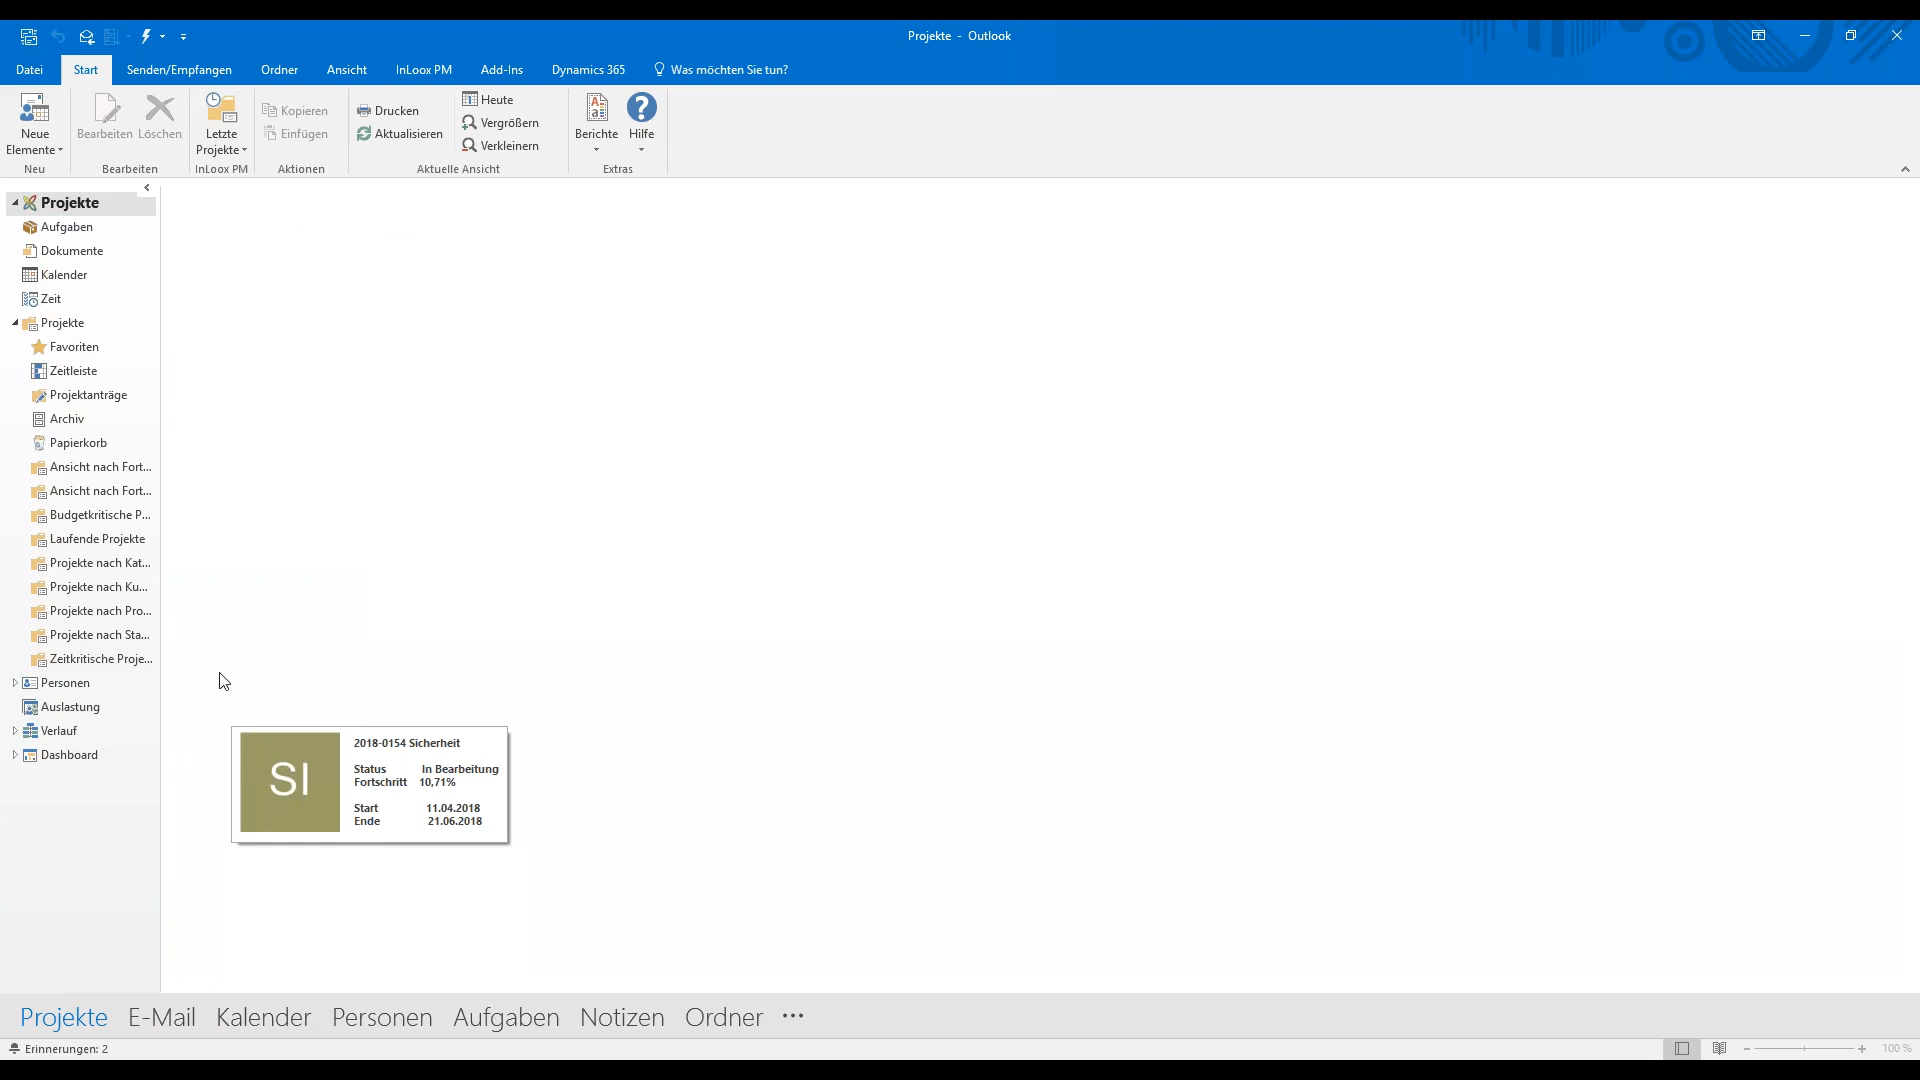 Projekte - Outlook
Datei Start Senden/Empfangen Ordner Ansicht InLoox PM Add-Ins Dynamics 365 Was möchten Sie tun?
Neue Elemente
Bearbeiten Löschen
Letzte Projekte
Kopieren
Einfügen
Drucken
Aktualisieren
Heute
Vergrößern
Verkleinern
Berichte Hilfe
Neu Bearbeiten InLoox PM Aktionen Aktuelle Ansicht Extras
Projekte
Aufgaben
Dokumente
Kalender
Zeit
Projekte
Favoriten
Zeitleiste
Projektanträge
Archiv
Papierkorb
Ansicht nach Fort...
Ansicht nach Fort...
Budgetkritische P...
Laufende Projekte
Projekte nach Kat...
Projekte nach Ku...
Projekte nach Pro...
Projekte nach Sta...
Zeitkritische Proje...
Personen
Auslastung
Verlauf
Dashboard
SI
2018-0154 Sicherheit
Status In Bearbeitung
Fortschritt 10,71%
Start 11.04.2018
Ende 21.06.2018
Projekte E-Mail Kalender Personen Aufgaben Notizen Ordner ···
Erinnerungen: 2
100 %